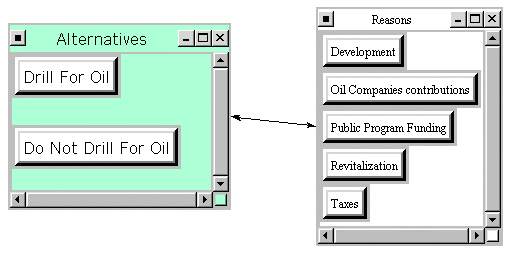 Alternatives
Drill For Oil
Do Not Drill For Oil
Reasons
Development
Oil Companies contributions
Public Program Funding
Revitalization
Taxes